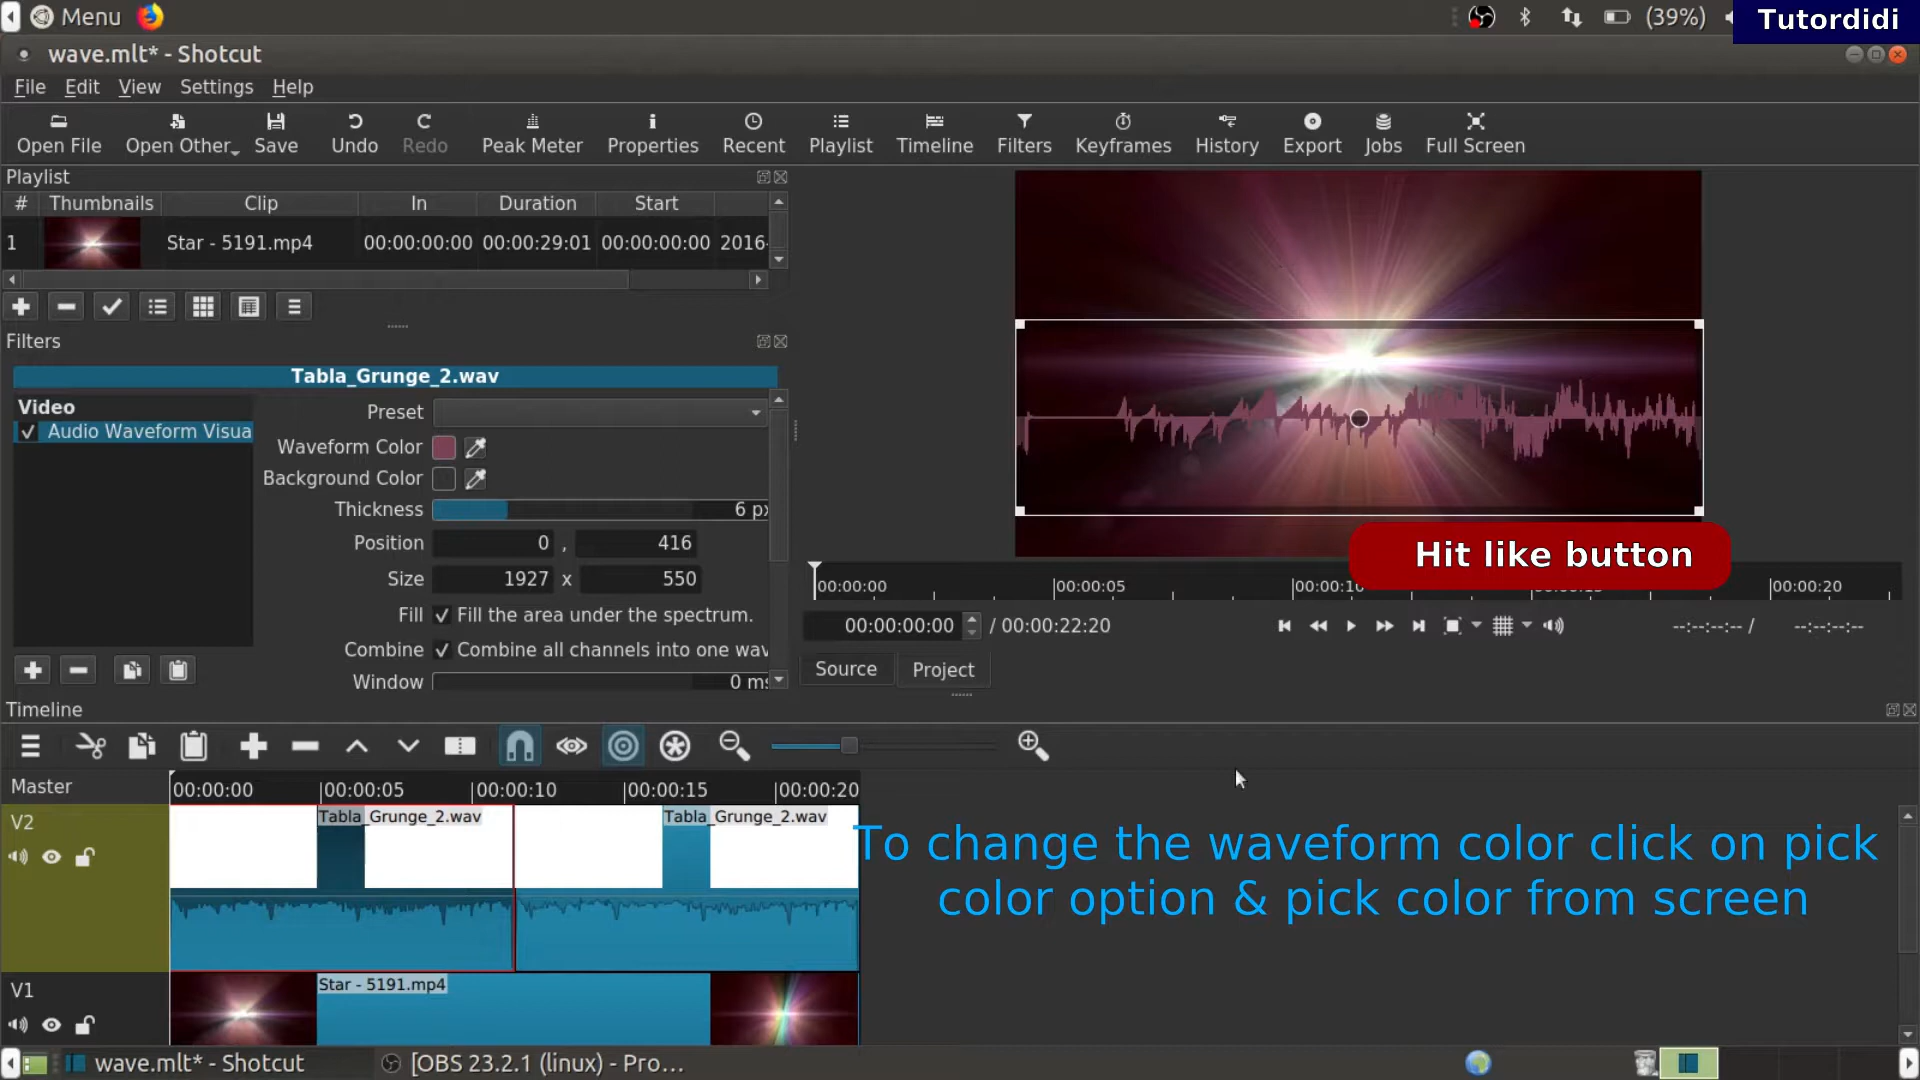 Menu
(39%)
Tutordidi
wave.mlt* - Shotcut
File Edit View Settings Help
Open File Open Other Save Undo Redo Peak Meter Properties Recent Playlist Timeline Filters Keyframes History Export Jobs Full Screen
Playlist
# Thumbnails Clip In Duration Start
1 Star - 5191.mp4 00:00:00:00 00:00:29:01 00:00:00:00 2016-
Filters
Tabla_Grunge_2.wav
Video
Audio Waveform Visua
Preset
Waveform Color
Background Color
Thickness 6 px
Position 0 , 416
Size 1927 x 550
Fill Fill the area under the spectrum.
Combine Combine all channels into one wav
Window 0 ms
Hit like button
00:00:00 00:00:05 00:00:10 00:00:15 00:00:20
00:00:00:00 / 00:00:22:20
--:--:--:-- / --:--:--:--
Source Project
Timeline
Master
00:00:00 00:00:05 00:00:10 00:00:15 00:00:20
V2
Tabla_Grunge_2.wav Tabla_Grunge_2.wav
To change the waveform color click on pick
color option & pick color from screen
V1
Star - 5191.mp4
wave.mlt* - Shotcut [OBS 23.2.1 (linux) - Pro...